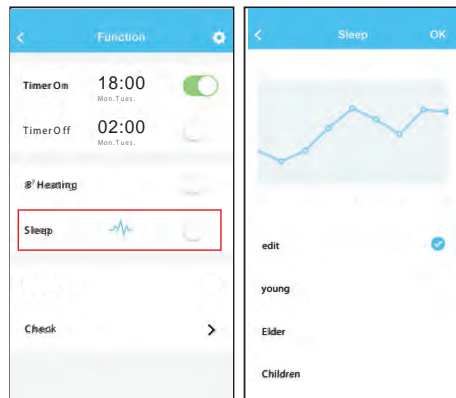 Function
Timer On 18:00
Mon.Tues.
Timer Off 02:00
Mon.Tues.
8° Heating
Sleep
Check
Sleep OK
edit
young
Elder
Children